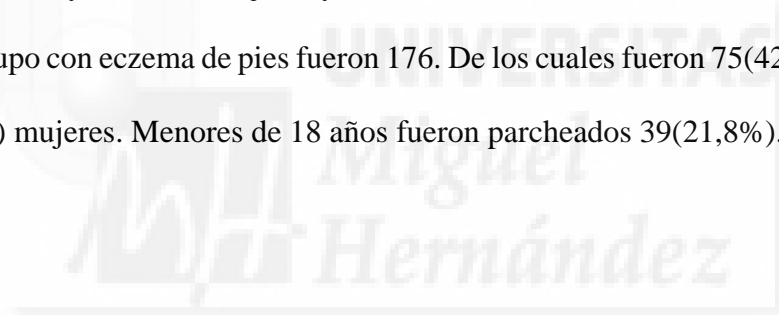 upo con eczema de pies fueron 176. De los cuales fueron 75(42
) mujeres. Menores de 18 años fueron parcheados 39(21,8%).
UNIVERSITAS
Miguel
Hernández